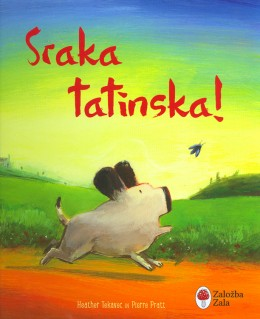 Sraka
tatinska!
Heather Tekavec in Pierre Pratt
Založba
Zala